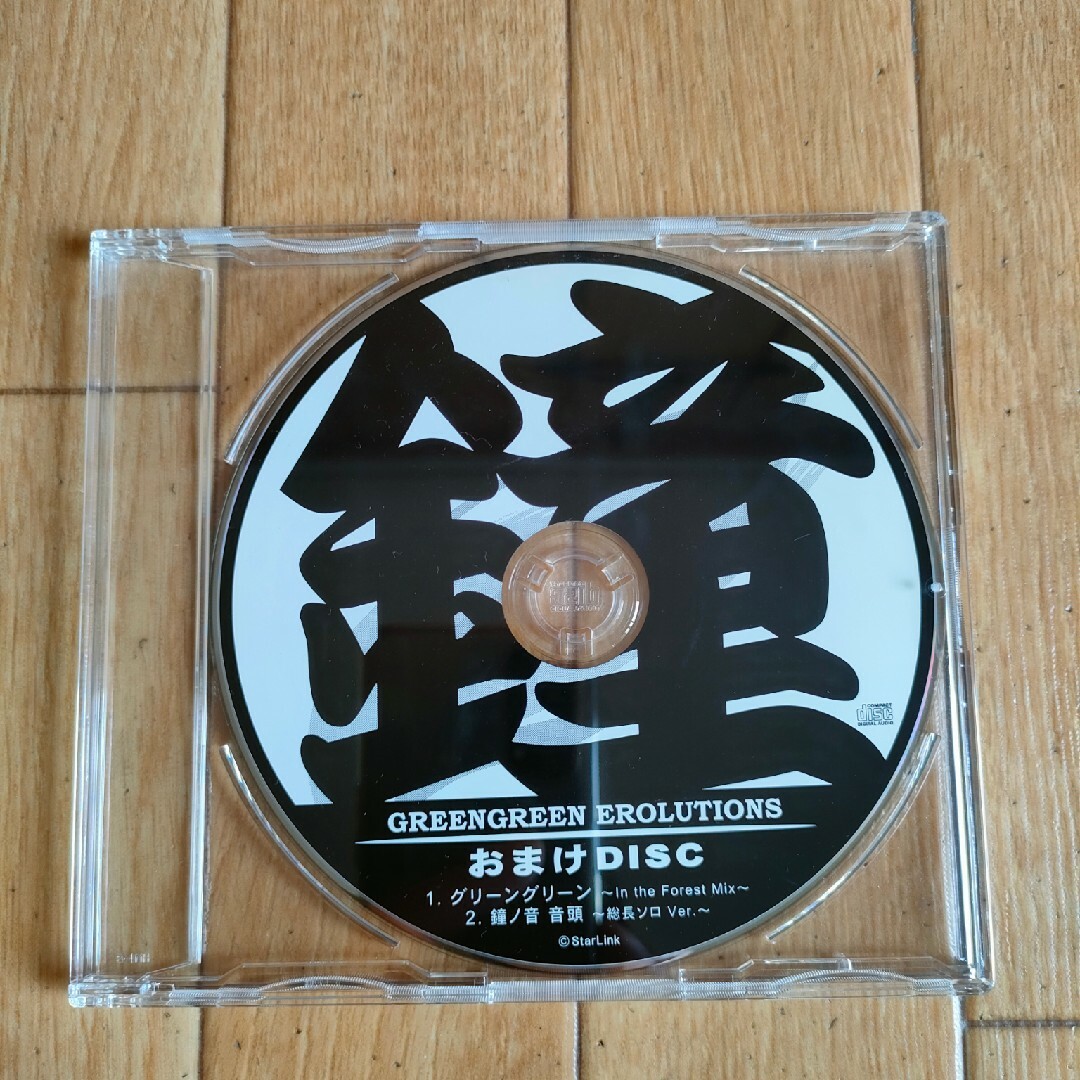 鐘
COMPACT
disc
DIGITAL AUDIO
GREENGREEN EROLUTIONS
おまけDISC
1. グリーングリーン ～In the Forest Mix～
2. 鐘ノ音 音頭 ～総長ソロ Ver.～
©StarLink